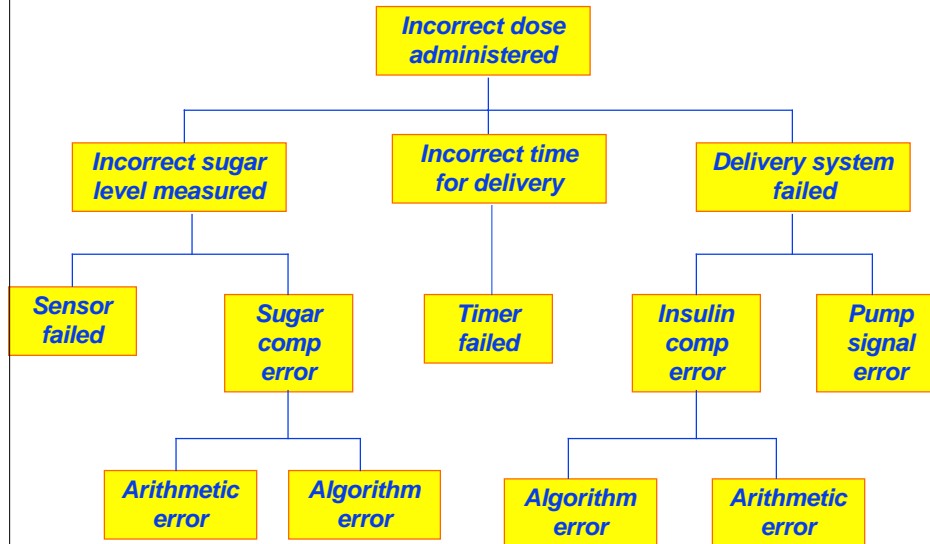 Incorrect dose
administered
Incorrect sugar
level measured
Incorrect time
for delivery
Delivery system
failed
Sensor
failed
Sugar
comp
error
Timer
failed
Insulin
comp
error
Pump
signal
error
Arithmetic
error
Algorithm
error
Algorithm
error
Arithmetic
error